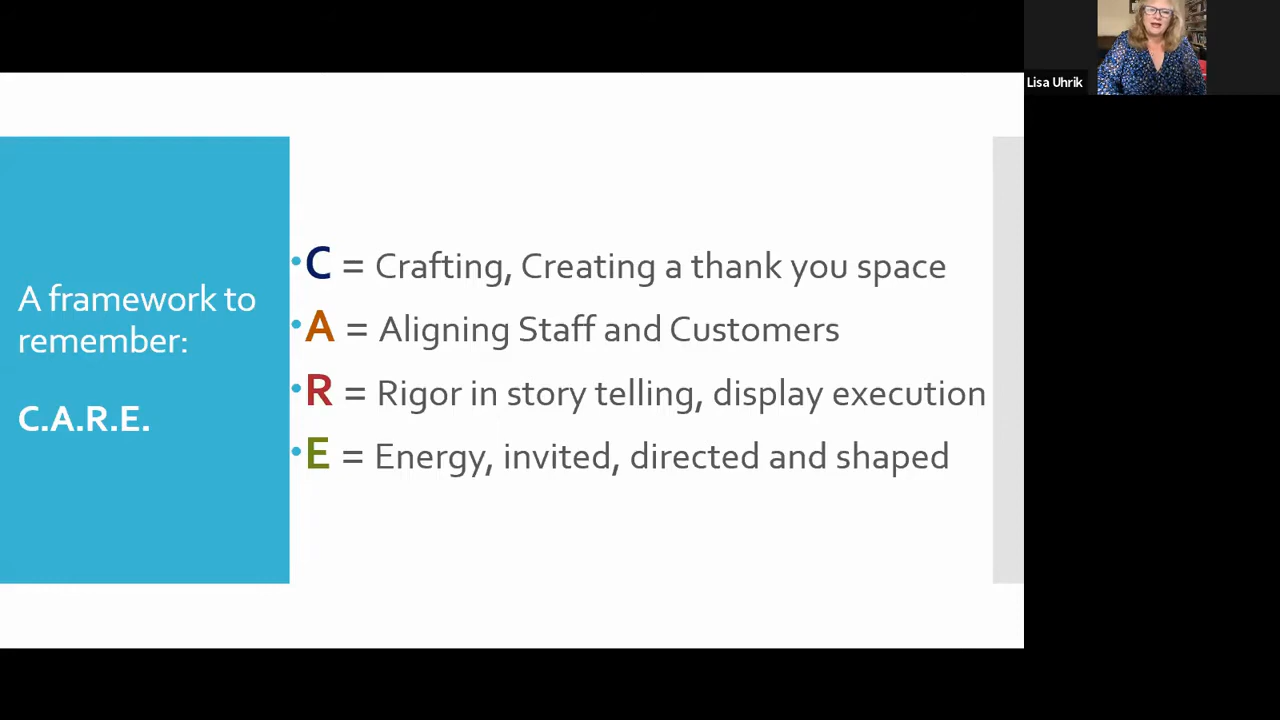 Lisa Uhrik
A framework to
remember:
C.A.R.E.
•C = Crafting, Creating a thank you space
•A = Aligning Staff and Customers
•R = Rigor in story telling, display execution
•E = Energy, invited, directed and shaped